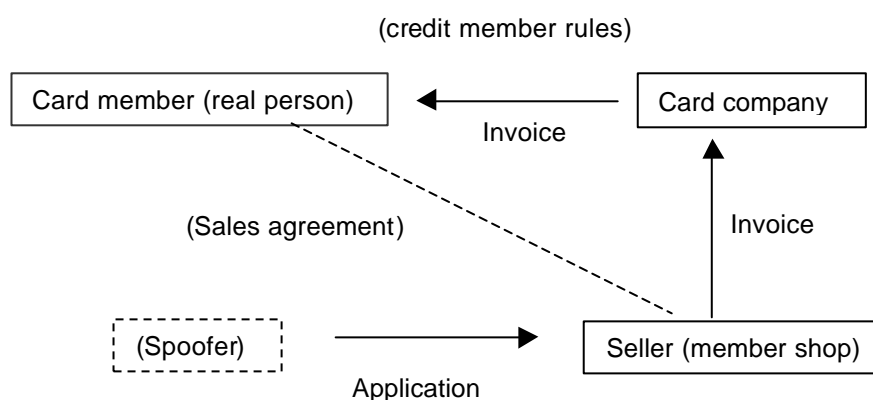 (credit member rules)
Card member (real person)
Card company
Invoice
(Sales agreement)
Invoice
(Spoofer)
Seller (member shop)
Application